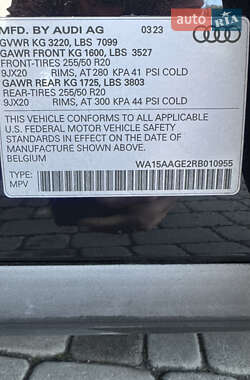 AUTO RIA
MFD. BY AUDI AG 03 23
GVWR KG 3220, LBS 7099
GAWR FRONT KG 1600, LBS 3527
FRONT-TIRES 255/50 R20
9JX20 RIMS, AT 280 KPA 41 PSI COLD
GAWR REAR KG 1725, LBS 3803
REAR-TIRES 255/50 R20
9JX20 RIMS, AT 300 KPA 44 PSI COLD
THIS VEHICLE CONFORMS TO ALL APPLICABLE
U.S. FEDERAL MOTOR VEHICLE SAFETY
STANDARDS IN EFFECT ON THE DATE OF
MANUFACTURE SHOWN ABOVE.
BELGIUM
WA15AAGE2RB010955
TYPE:
MPV